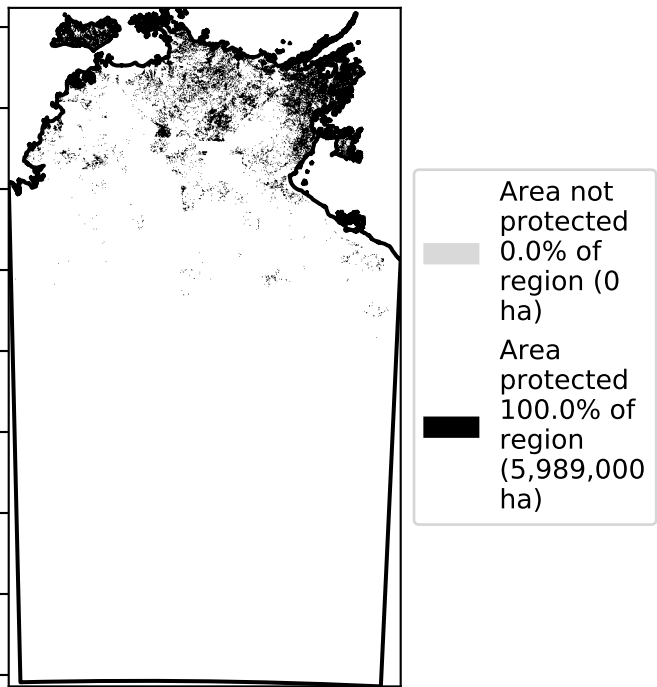 Area not
protected
0.0% of
region (0
ha)
Area
protected
100.0% of
region
(5,989,000
ha)